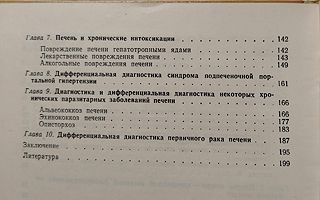 Глава 7. Печень и хронические интоксикации . . . . . . . 142
Повреждение печени гепатотропными ядами . . . . . . . 142
Лекарственные повреждения печени . . . . . . . 143
Алкогольные повреждения печени . . . . . . . 149
Глава 8. Дифференциальная диагностика синдрома подпеченочной пор-
тальной гипертензии . . . . . . . 161
Глава 9. Диагностика и дифференциальная диагностика некоторых хро-
нических паразитарных заболеваний печени . . . . . . . 166
Альвеококкоз печени . . . . . . . 166
Эхинококкоз печени . . . . . . . 177
Описторхоз . . . . . . . 183
Глава 10. Дифференциальная диагностика первичного рака печени . . 187
Заключение . . . . . . . 195
Литература . . . . . . . 199